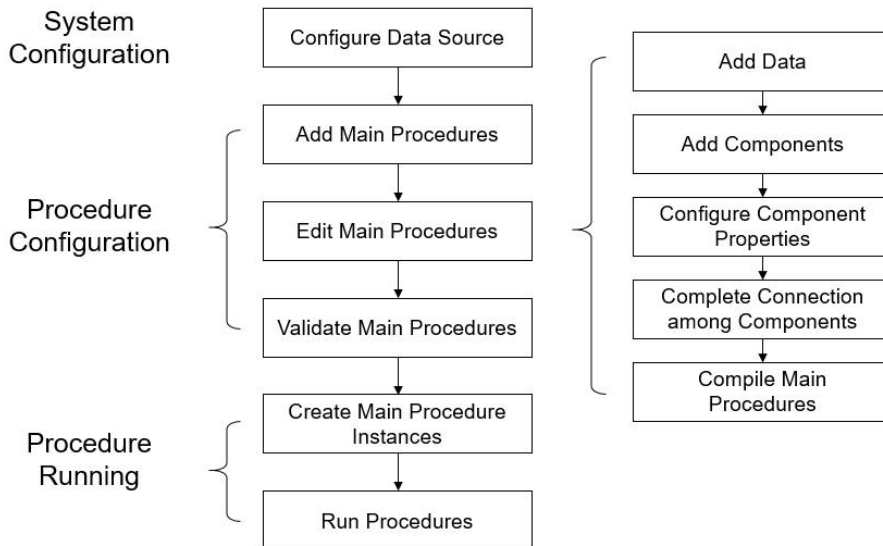 System
Configuration
Configure Data Source
Add Main Procedures
Procedure
Configuration
Edit Main Procedures
Validate Main Procedures
Procedure
Running
Create Main Procedure
Instances
Run Procedures
Add Data
Add Components
Configure Component
Properties
Complete Connection
among Components
Compile Main
Procedures